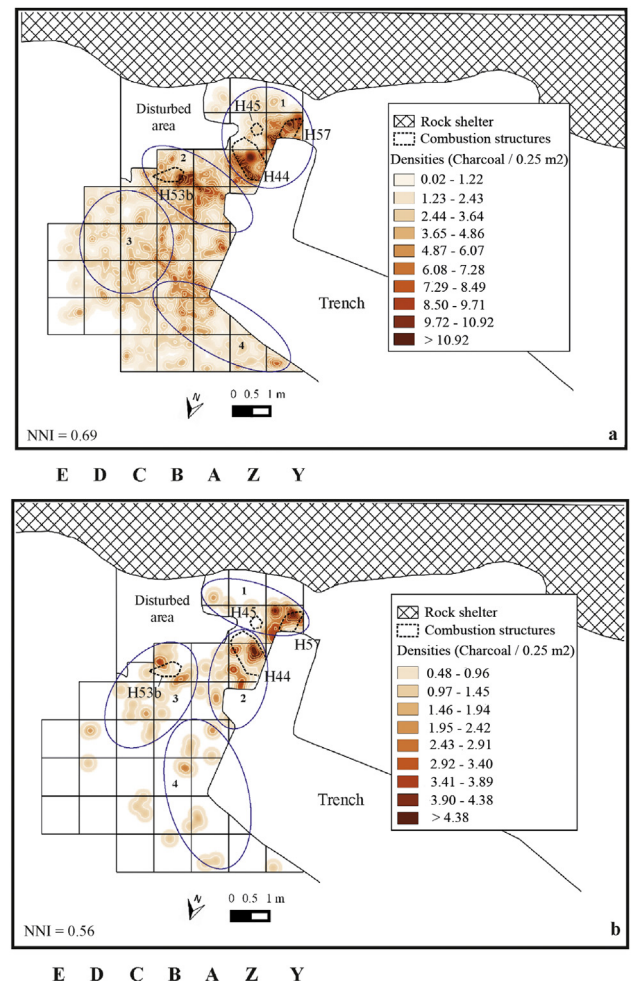 H45
1
Disturbed
area
H57
2
H44
H53b
3
4
Trench
Rock shelter
Combustion structures
Densities (Charcoal / 0.25 m2)
0.02 - 1.22
1.23 - 2.43
2.44 - 3.64
3.65 - 4.86
4.87 - 6.07
6.08 - 7.28
7.29 - 8.49
8.50 - 9.71
9.72 - 10.92
> 10.92
N
0 0.5 1 m
NNI = 0.69
a
E D C B A Z Y
1
Disturbed
area
H45
H57
H44
H53b
3
2
4
Trench
Rock shelter
Combustion structures
Densities (Charcoal / 0.25 m2)
0.48 - 0.96
0.97 - 1.45
1.46 - 1.94
1.95 - 2.42
2.43 - 2.91
2.92 - 3.40
3.41 - 3.89
3.90 - 4.38
> 4.38
N
0 0.5 1 m
NNI = 0.56
b
E D C B A Z Y